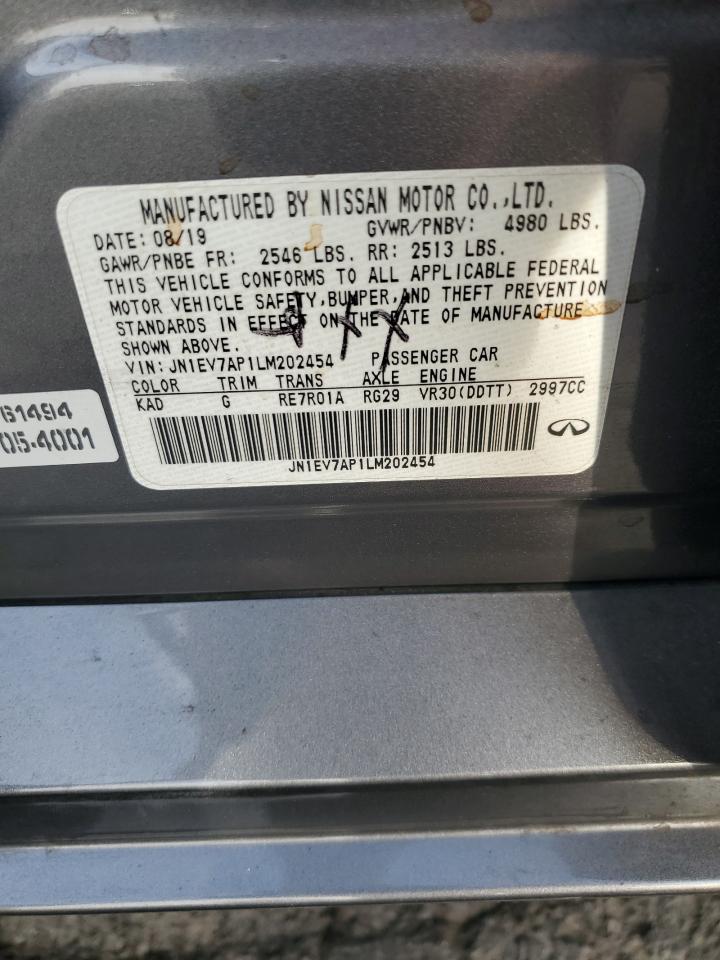 MANUFACTURED BY NISSAN MOTOR CO.,LTD.
DATE: 08/19 GVWR/PNBV: 4980 LBS.
GAWR/PNBE FR: 2546 LBS. RR: 2513 LBS.
THIS VEHICLE CONFORMS TO ALL APPLICABLE FEDERAL
MOTOR VEHICLE SAFETY,BUMPER,AND THEFT PREVENTION
STANDARDS IN EFFECT ON THE DATE OF MANUFACTURE
SHOWN ABOVE.
VIN: JN1EV7AP1LM202454 PASSENGER CAR
COLOR TRIM TRANS AXLE ENGINE
KAD G RE7R01A RG29 VR30(DDTT) 2997CC
JN1EV7AP1LM202454
61494
05.4001